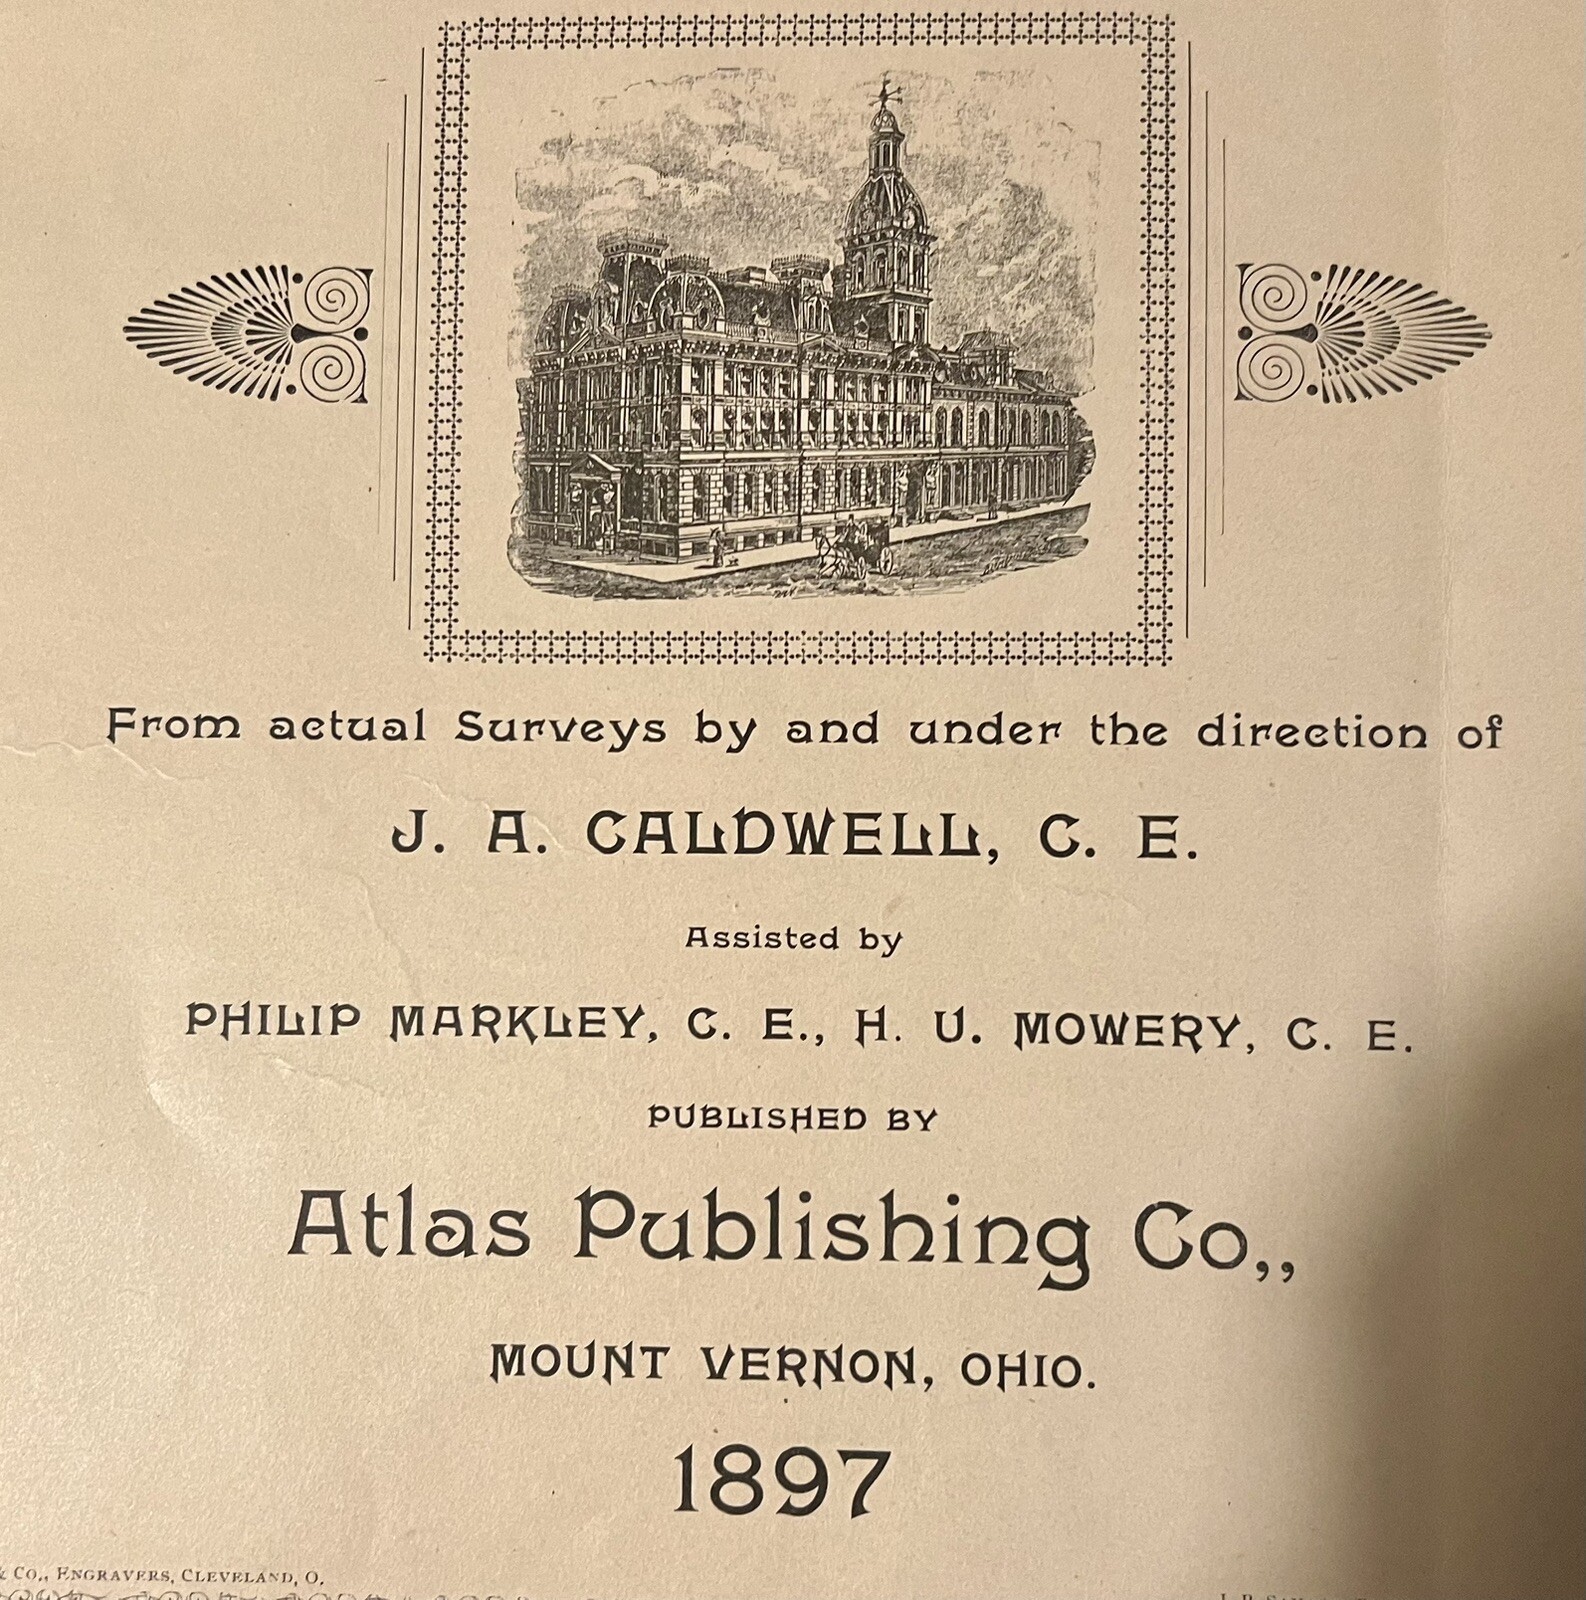 From actual Surveys by and under the direction of
J. A. CALDWELL, C. E.
Assisted by
PHILIP MARKLEY, C. E., H. U. MOWERY, C. E.
PUBLISHED BY
Atlas Publishing Co,,
MOUNT VERNON, OHIO.
1897
& CO., ENGRAVERS, CLEVELAND, O.